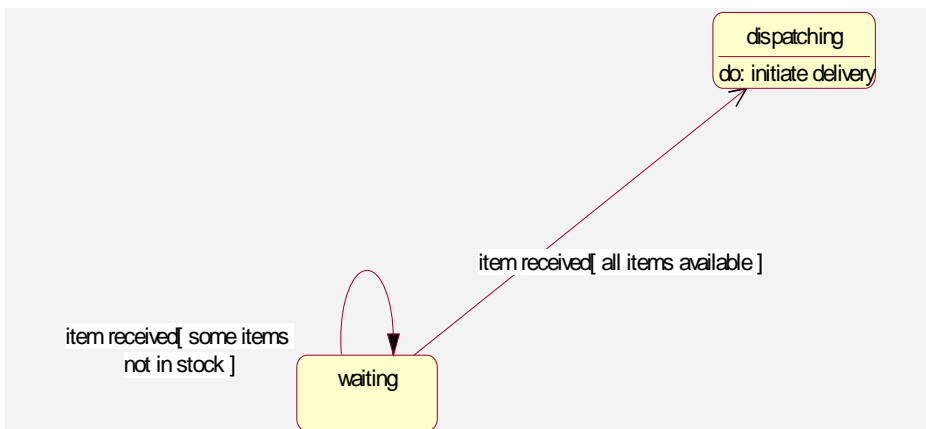 dispatching
do: initiate delivery
item received[ all items available ]
item received[ some items
not in stock ]
waiting